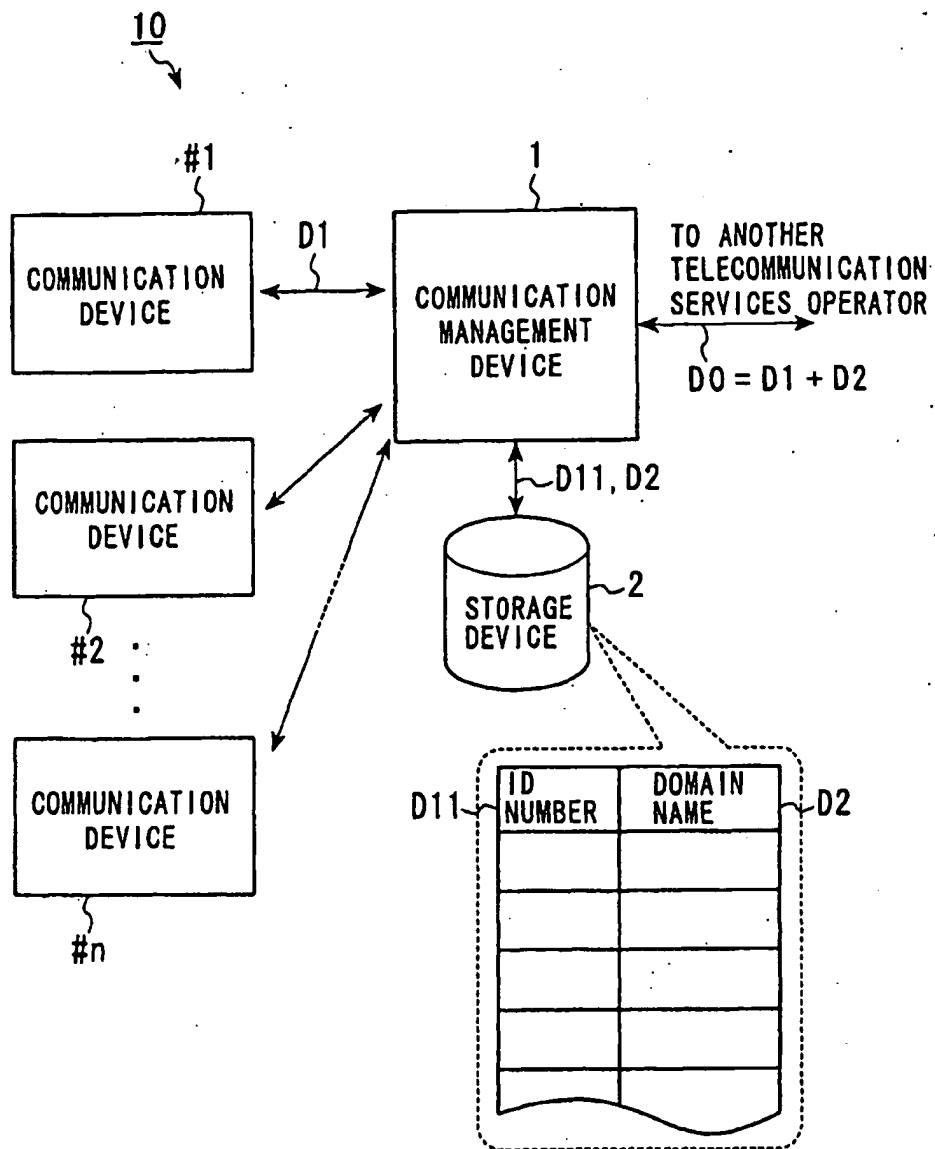 10
#1
COMMUNICATION
DEVICE
D1
1
COMMUNICATION
MANAGEMENT
DEVICE
TO ANOTHER
TELECOMMUNICATION
SERVICES OPERATOR
D0 = D1 + D2
COMMUNICATION
DEVICE
#2
D11, D2
2
STORAGE
DEVICE
COMMUNICATION
DEVICE
#n
D11
ID
NUMBER
DOMAIN
NAME
D2